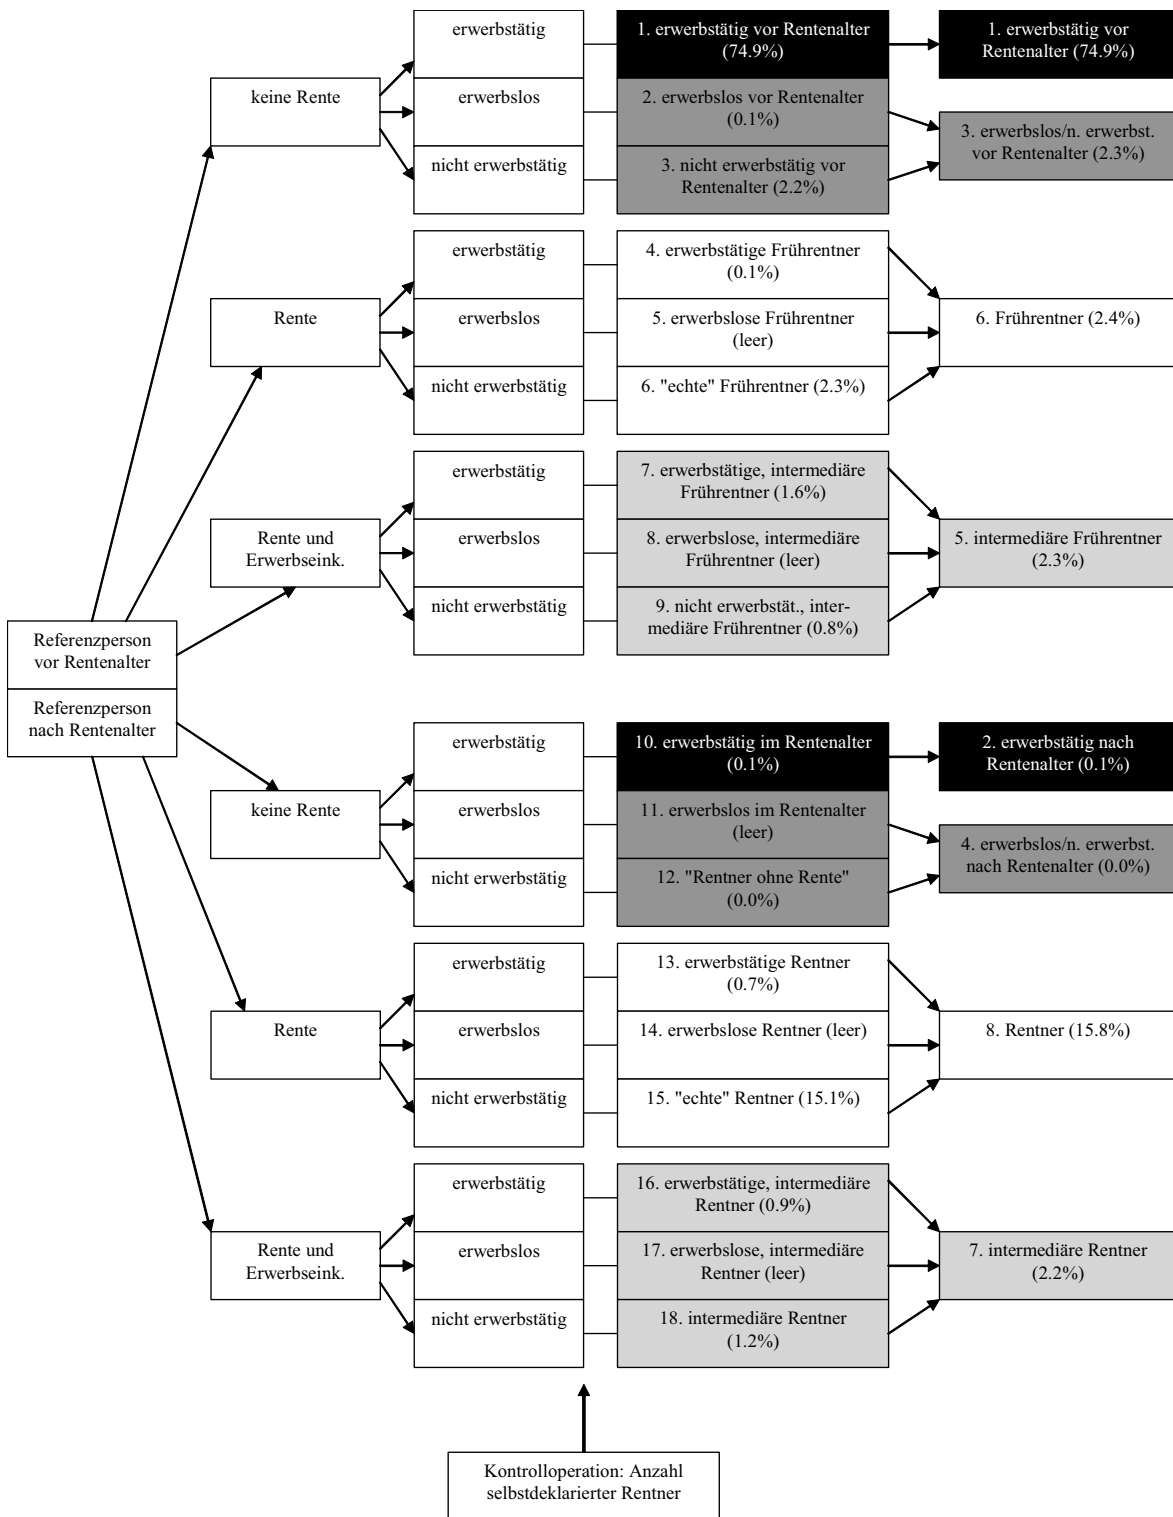 erwerbstätig
1. erwerbstätig vor Rentenalter
(74.9%)
1. erwerbstätig vor
Rentenalter (74.9%)
keine Rente
erwerbslos
2. erwerbslos vor Rentenalter
(0.1%)
3. erwerbslos/n. erwerbst.
vor Rentenalter (2.3%)
nicht erwerbstätig
3. nicht erwerbstätig vor
Rentenalter (2.2%)
erwerbstätig
4. erwerbstätige Frührentner
(0.1%)
Rente
erwerbslos
5. erwerbslose Frührentner
(leer)
6. Frührentner (2.4%)
nicht erwerbstätig
6. "echte" Frührentner (2.3%)
erwerbstätig
7. erwerbstätige, intermediäre
Frührentner (1.6%)
Rente und
Erwerbseink.
erwerbslos
8. erwerbslose, intermediäre
Frührentner (leer)
5. intermediäre Frührentner
(2.3%)
nicht erwerbstätig
9. nicht erwerbstät., inter-
mediäre Frührentner (0.8%)
Referenzperson
vor Rentenalter
Referenzperson
nach Rentenalter
erwerbstätig
10. erwerbstätig im Rentenalter
(0.1%)
2. erwerbstätig nach
Rentenalter (0.1%)
keine Rente
erwerbslos
11. erwerbslos im Rentenalter
(leer)
4. erwerbslos/n. erwerbst.
nach Rentenalter (0.0%)
nicht erwerbstätig
12. "Rentner ohne Rente"
(0.0%)
erwerbstätig
13. erwerbstätige Rentner
(0.7%)
Rente
erwerbslos
14. erwerbslose Rentner (leer)
8. Rentner (15.8%)
nicht erwerbstätig
15. "echte" Rentner (15.1%)
erwerbstätig
16. erwerbstätige, intermediäre
Rentner (0.9%)
Rente und
Erwerbseink.
erwerbslos
17. erwerbslose, intermediäre
Rentner (leer)
7. intermediäre Rentner
(2.2%)
nicht erwerbstätig
18. intermediäre Rentner
(1.2%)
Kontrolloperation: Anzahl
selbstdeklarierter Rentner